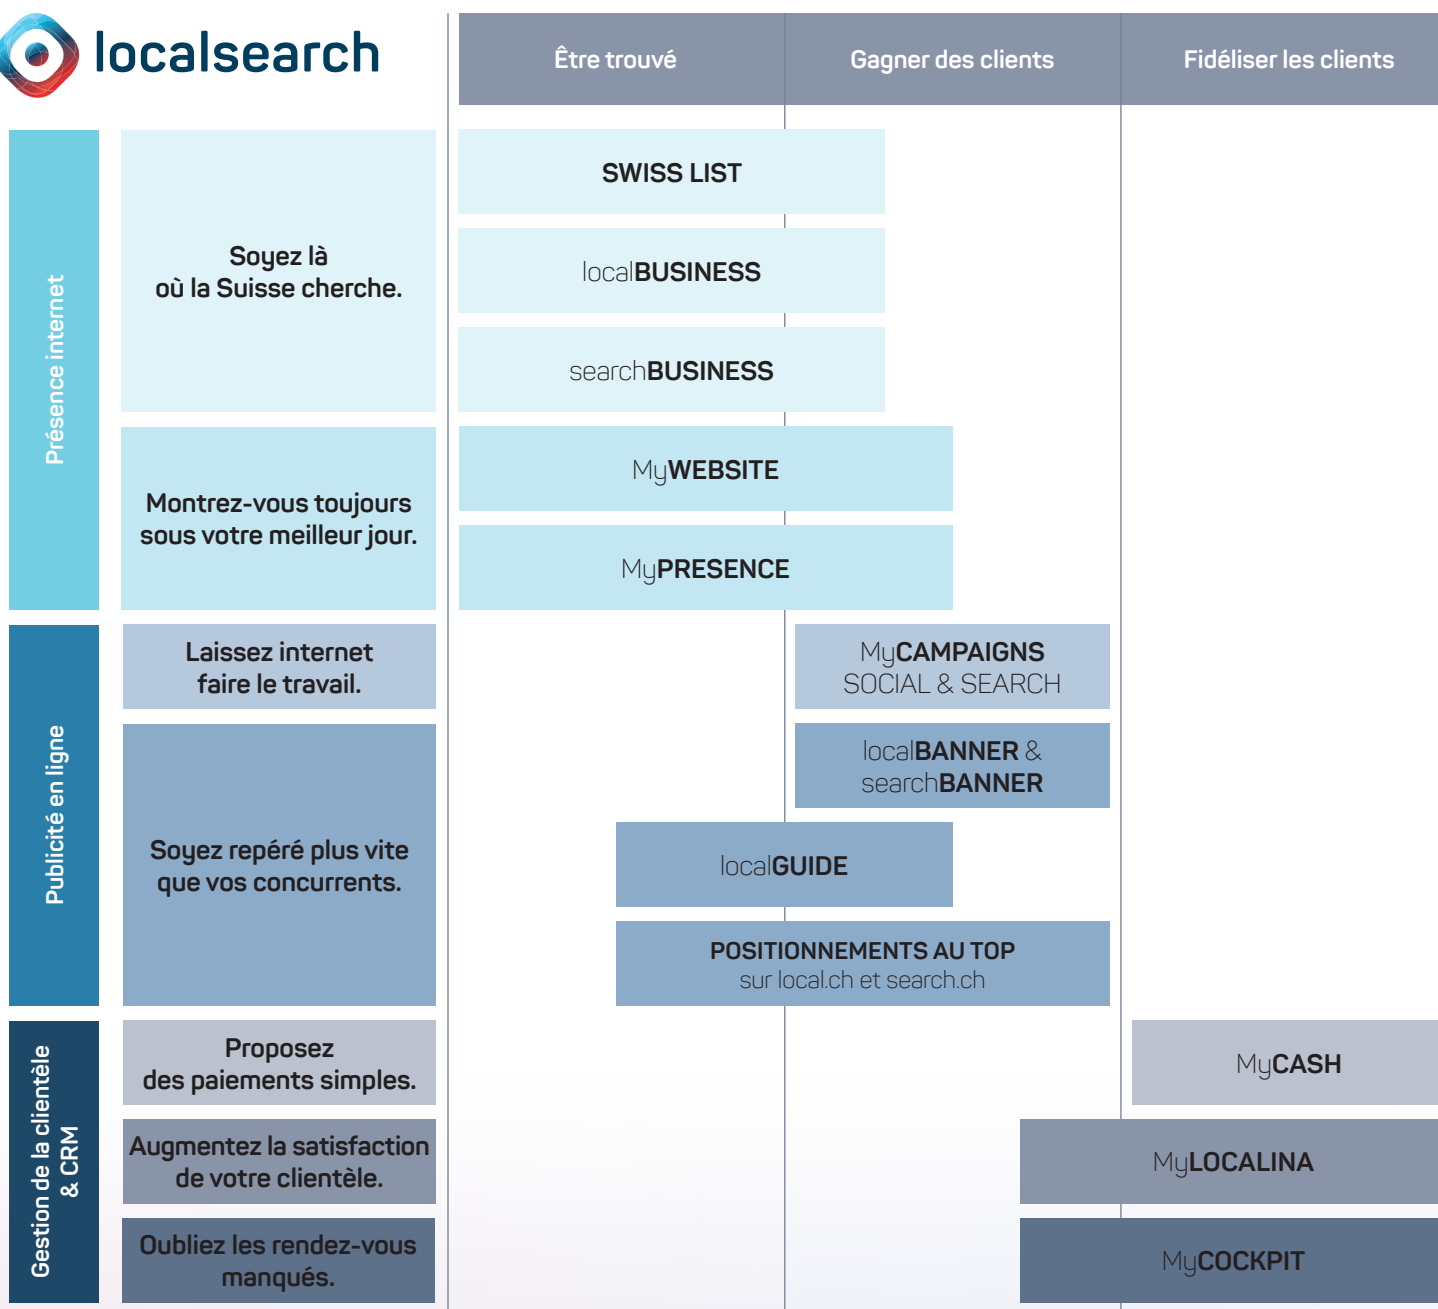 localsearch
Être trouvé
Gagner des clients
Fidéliser les clients
Présence internet
Soyez là
où la Suisse cherche.
SWISS LIST
localBUSINESS
searchBUSINESS
Montrez-vous toujours
sous votre meilleur jour.
MyWEBSITE
MyPRESENCE
Publicité en ligne
Laissez internet
faire le travail.
MyCAMPAIGNS
SOCIAL & SEARCH
Soyez repéré plus vite
que vos concurrents.
localBANNER &
searchBANNER
localGUIDE
POSITIONNEMENTS AU TOP
sur local.ch et search.ch
Gestion de la clientèle
& CRM
Proposez
des paiements simples.
MyCASH
Augmentez la satisfaction
de votre clientèle.
MyLOCALINA
Oubliez les rendez-vous
manqués.
MyCOCKPIT